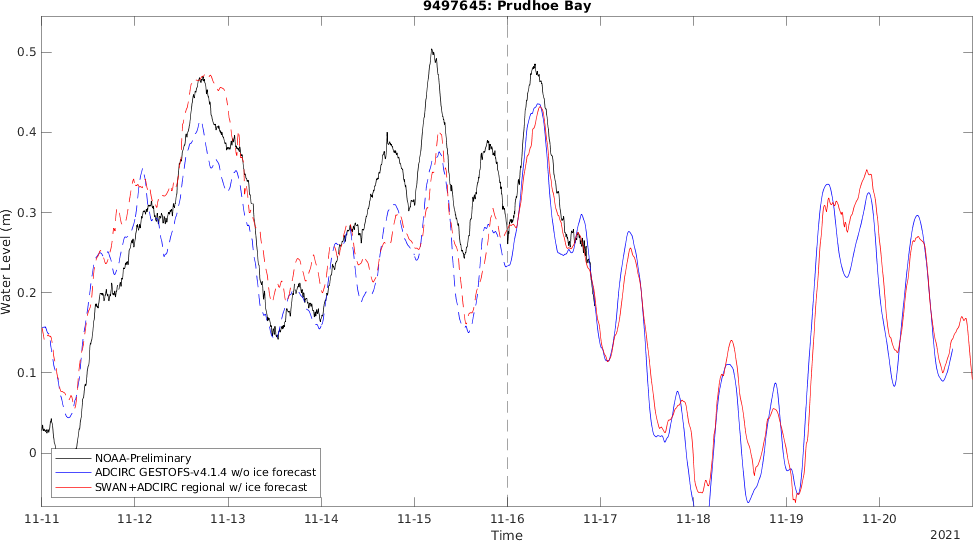 9497645: Prudhoe Bay
Water Level (m)
0.5
0.4
0.3
0.2
0.1
0
NOAA-Preliminary
ADCIRC GESTOFS-v4.1.4 w/o ice forecast
SWAN+ADCIRC regional w/ ice forecast
11-11 11-12 11-13 11-14 11-15 11-16 11-17 11-18 11-19 11-20
Time
2021